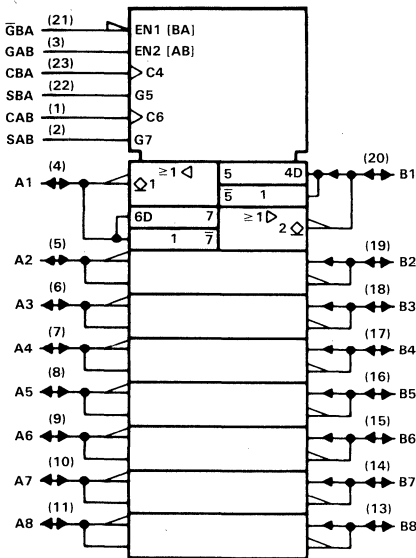 G̅BA (21) EN1 [BA]
GAB (3) EN2 [AB]
CBA (23) C4
SBA (22) G5
CAB (1) C6
SAB (2) G7
A1 (4) ≥1 ◁ 5 4D (20) B1
◇1 5̅ 1
6D 7 ≥1 ▷
1 7̅ 2◇
A2 (5) (19) B2
A3 (6) (18) B3
A4 (7) (17) B4
A5 (8) (16) B5
A6 (9) (15) B6
A7 (10) (14) B7
A8 (11) (13) B8